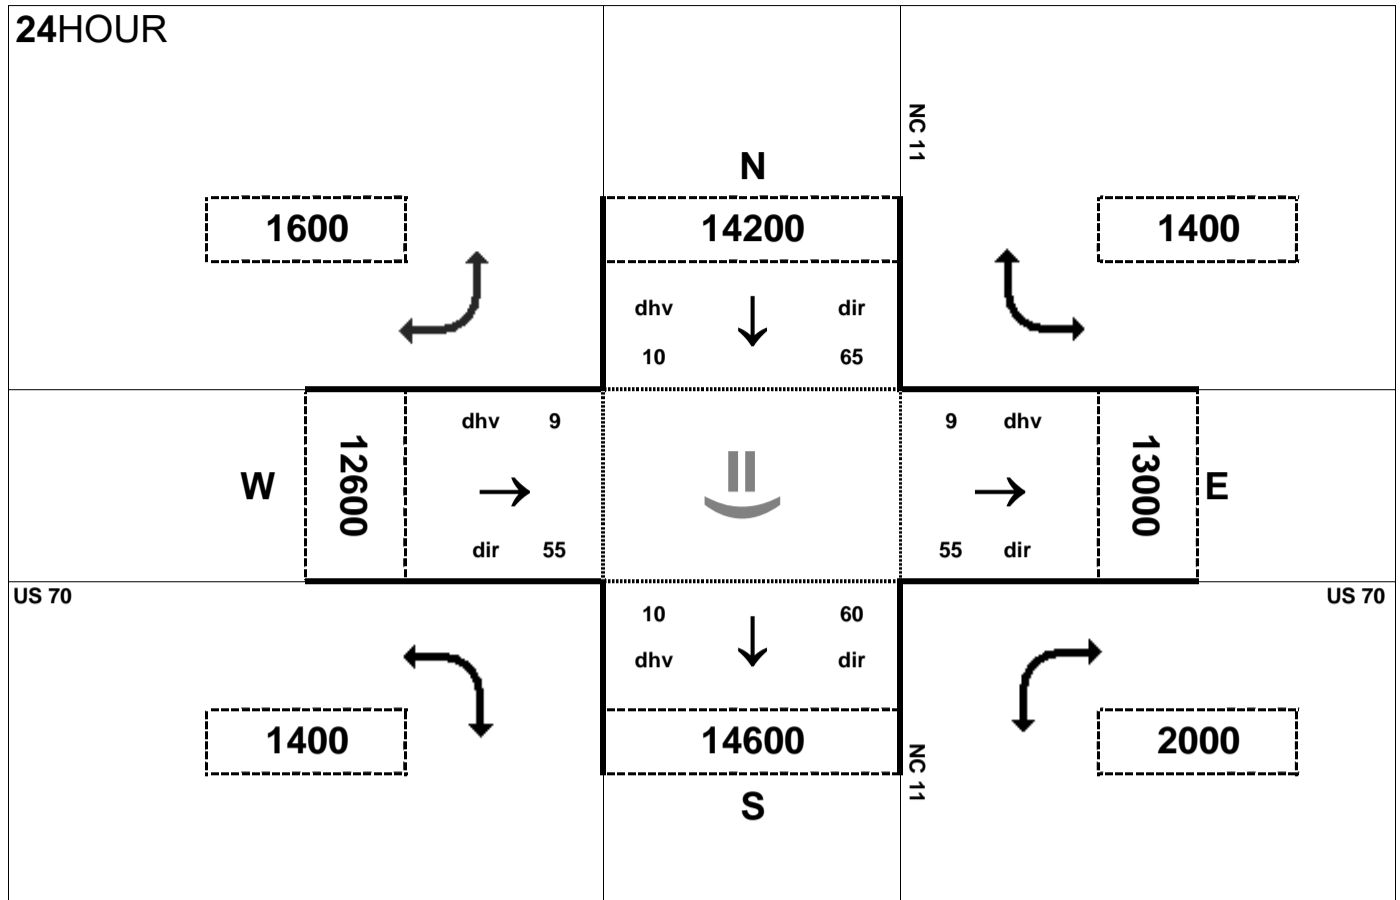 24HOUR
NC 11
N
1600
14200
1400
dhv dir
10 65
dhv 9
9 dhv
W
12600
13000
E
dir 55
55 dir
US 70
US 70
10 60
dhv dir
1400
14600
2000
NC 11
S